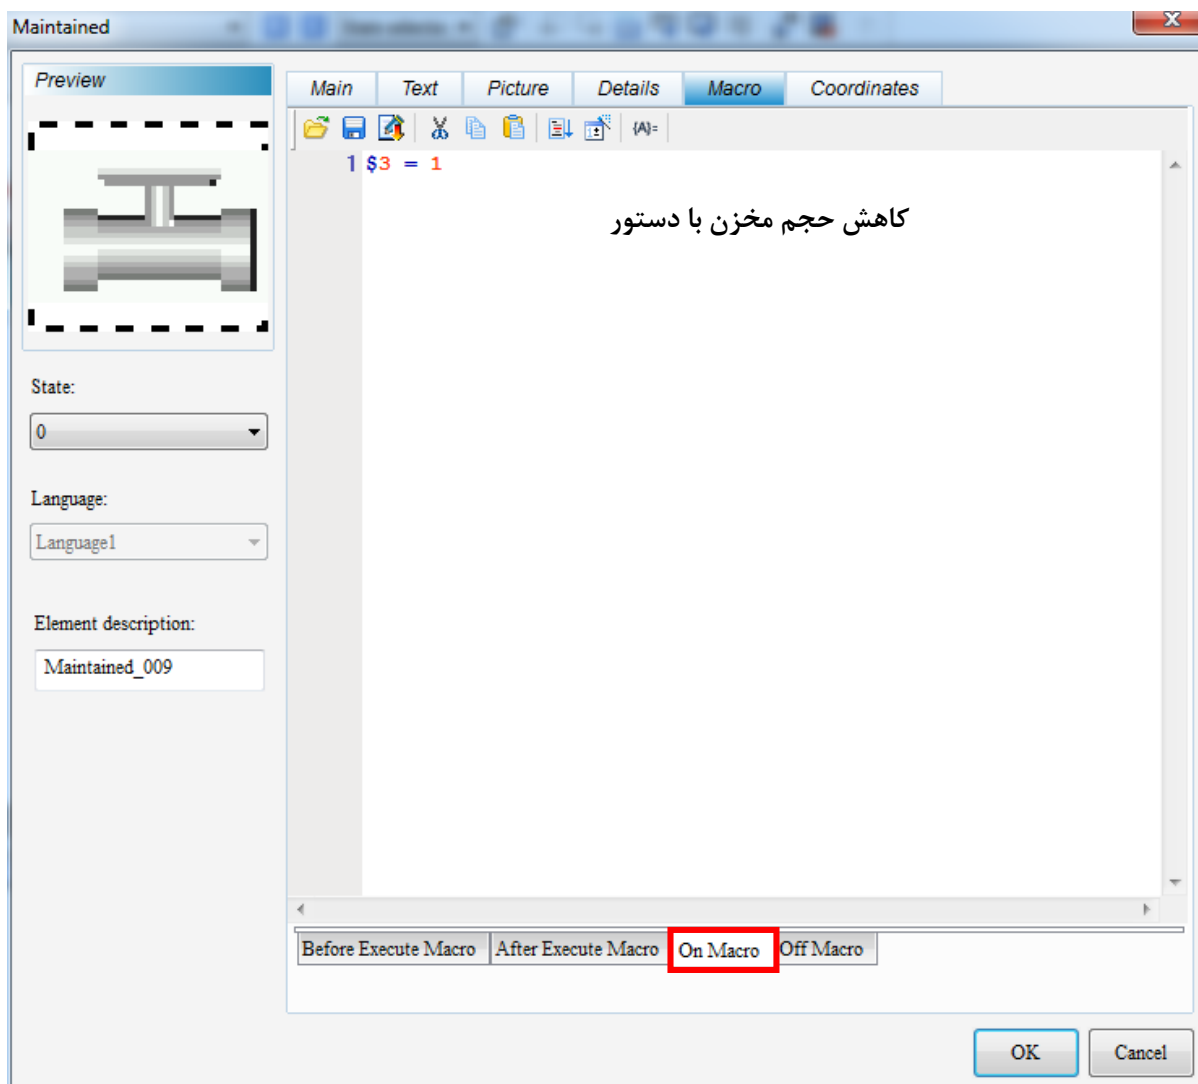 Maintained
Preview
Main Text Picture Details Macro Coordinates
{A}=
1 $3 = 1
کاهش حجم مخزن با دستور
State:
0
Language:
Language1
Element description:
Maintained_009
Before Execute Macro After Execute Macro On Macro Off Macro
OK Cancel